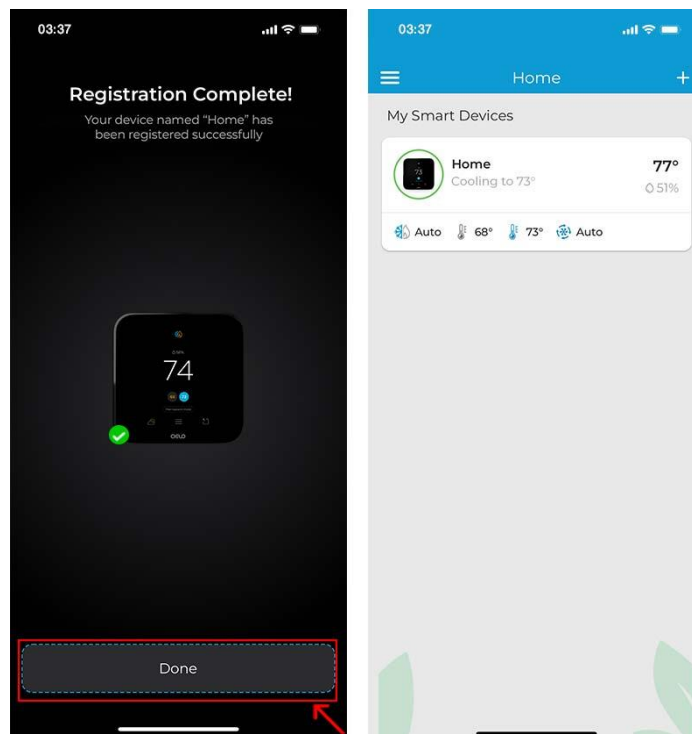 03:37
Registration Complete!
Your device named “Home” has
been registered successfully
74
Done
03:37
Home
+
My Smart Devices
Home
77°
Cooling to 73°
51%
Auto 68° 73° Auto